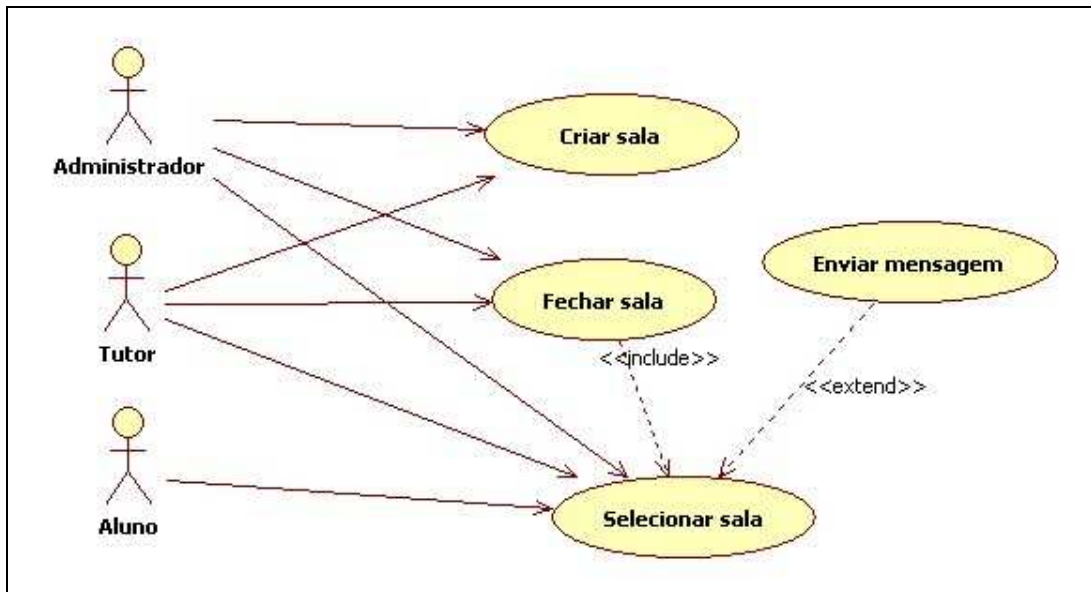 Administrador
Criar sala
Tutor
Fechar sala
Enviar mensagem
<<include>>
<<extend>>
Aluno
Selecionar sala